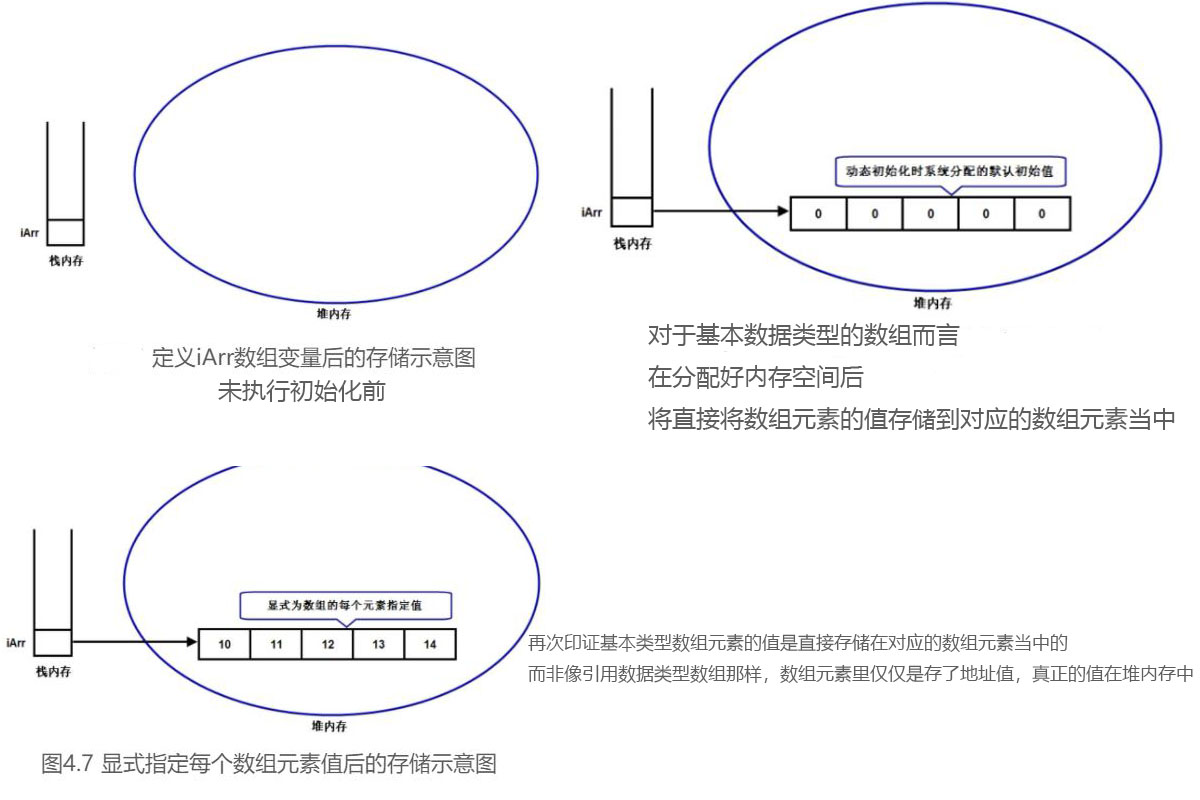 iArr
栈内存
堆内存
定义iArr数组变量后的存储示意图
未执行初始化前
动态初始化时系统分配的默认初始值
0 0 0 0 0
iArr
栈内存
堆内存
对于基本数据类型的数组而言
在分配好内存空间后
将直接将数组元素的值存储到对应的数组元素当中
显式为数组的每个元素指定值
10 11 12 13 14
iArr
栈内存
堆内存
再次印证基本类型数组元素的值是直接存储在对应的数组元素当中的
而非像引用数据类型数组那样，数组元素里仅仅是存了地址值，真正的值在堆内存中
图4.7 显式指定每个数组元素值后的存储示意图